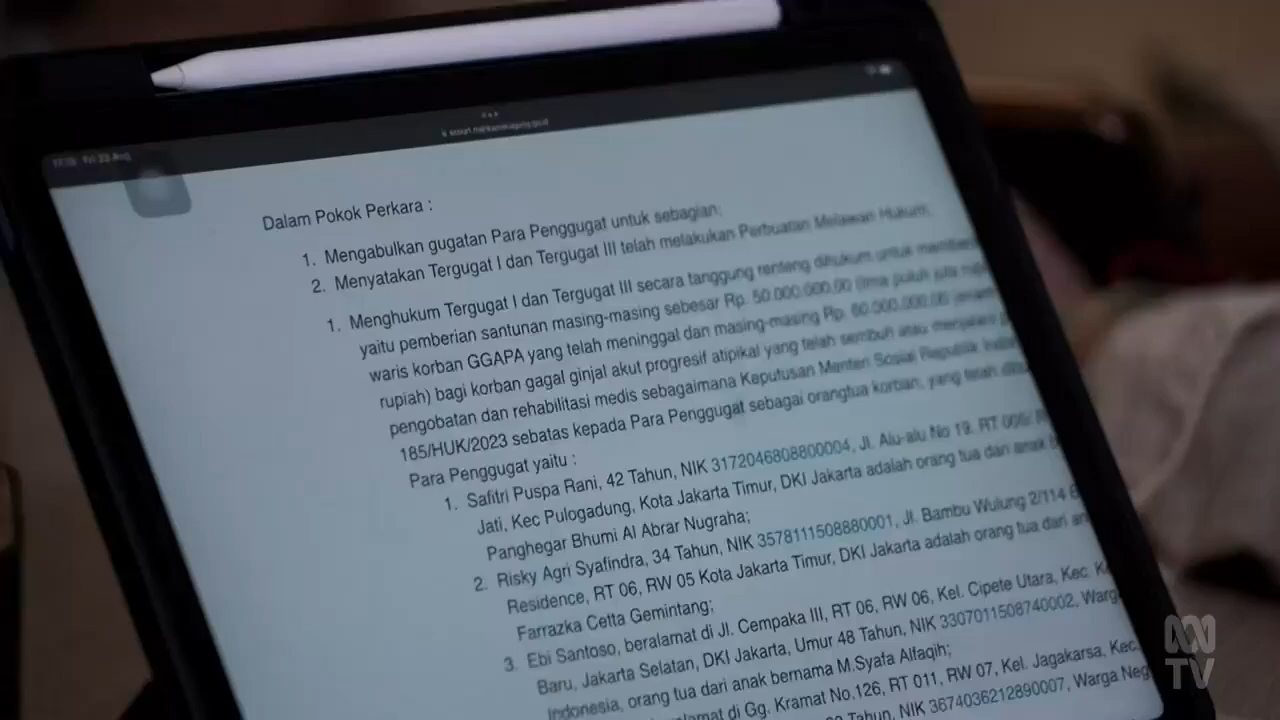 Dalam Pokok Perkara :
1. Mengabulkan gugatan Para Penggugat untuk sebagian;
2. Menyatakan Tergugat I dan Tergugat III telah melakukan Perbuatan Melawan Hukum;
1. Menghukum Tergugat I dan Tergugat III secara tanggung renteng dihukum untuk
yaitu pemberian santunan masing-masing sebesar Rp. 50.000.000.00 (lima puluh juta
waris korban GGAPA yang telah meninggal dan masing-masing Rp. 60.000.000.00
rupiah) bagi korban gagal ginjal akut progresif atipikal yang telah sembuh atau menjalani
pengobatan dan rehabilitasi medis sebagaimana Keputusan Menteri Sosial Republik
185/HUK/2023 sebatas kepada Para Penggugat sebagai orangtua korban, yang telah
Para Penggugat yaitu :
1. Safitri Puspa Rani, 42 Tahun, NIK 3172046808800004, Jl. Alu-alu No 19. RT
Jati, Kec Pulogadung, Kota Jakarta Timur, DKI Jakarta adalah orang tua dari anak
Panghegar Bhumi Al Abrar Nugraha;
2. Risky Agri Syafindra, 34 Tahun, NIK 3578111508880001, Jl. Bambu Wulung 2/114
Residence, RT 06, RW 05 Kota Jakarta Timur, DKI Jakarta adalah orang tua dari
Farrazka Cetta Gemintang;
3. Ebi Santoso, beralamat di Jl. Cempaka III, RT 06, RW 06, Kel. Cipete Utara, Kec.
Baru, Jakarta Selatan, DKI Jakarta, Umur 48 Tahun, NIK 3307011508740002, Warg
Indonesia, orang tua dari anak bernama M.Syafa Alfaqih;
di Gg. Kramat No.126, RT 011, RW 07, Kel. Jagakarsa, Kec.
Tahun, NIK 3674036212890007, Warga Neg
TV